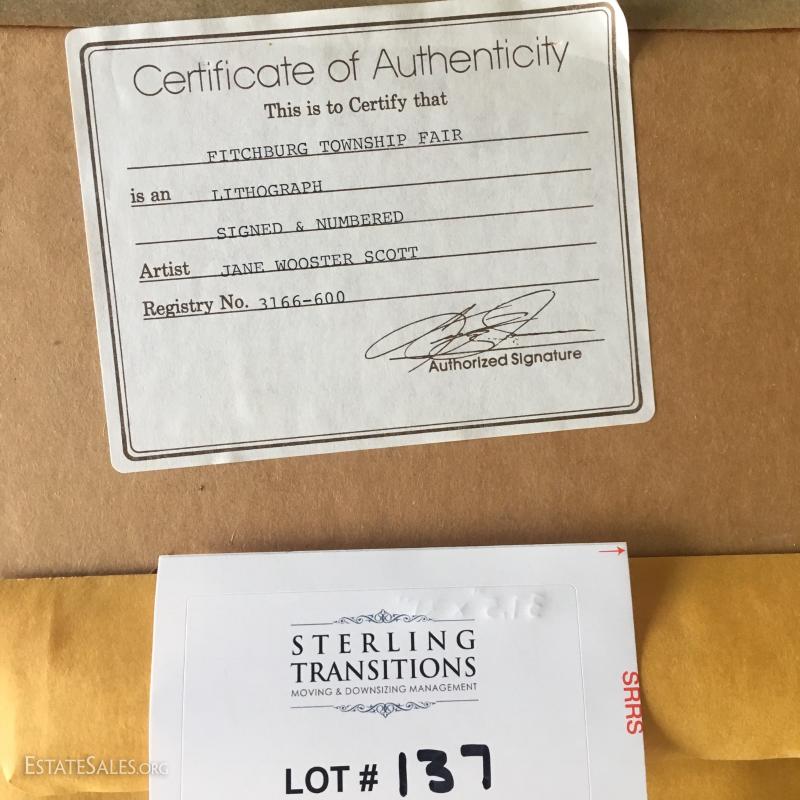 Certificate of Authenticity
This is to Certify that
FITCHBURG TOWNSHIP FAIR
is an LITHOGRAPH
SIGNED & NUMBERED
Artist JANE WOOSTER SCOTT
Registry No. 3166-600
Authorized Signature
STERLING
TRANSITIONS
MOVING & DOWNSIZING MANAGEMENT
SRRS
LOT # 137
ESTATESALES.ORG